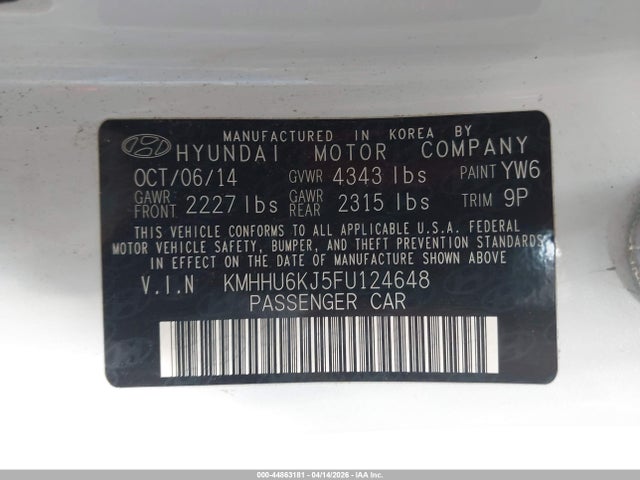 MANUFACTURED IN KOREA BY
HYUNDAI MOTOR COMPANY
OCT/06/14 GVWR 4343 lbs PAINT YW6
GAWR FRONT 2227 lbs GAWR REAR 2315 lbs TRIM 9P
THIS VEHICLE CONFORMS TO ALL APPLICABLE U.S.A. FEDERAL
MOTOR VEHICLE SAFETY, BUMPER, AND THEFT PREVENTION STANDARDS
IN EFFECT ON THE DATE OF MANUFACTURE SHOWN ABOVE
V.I.N KMHHU6KJ5FU124648
PASSENGER CAR
000-44863181 - 04/14/2026 - IAA, Inc.